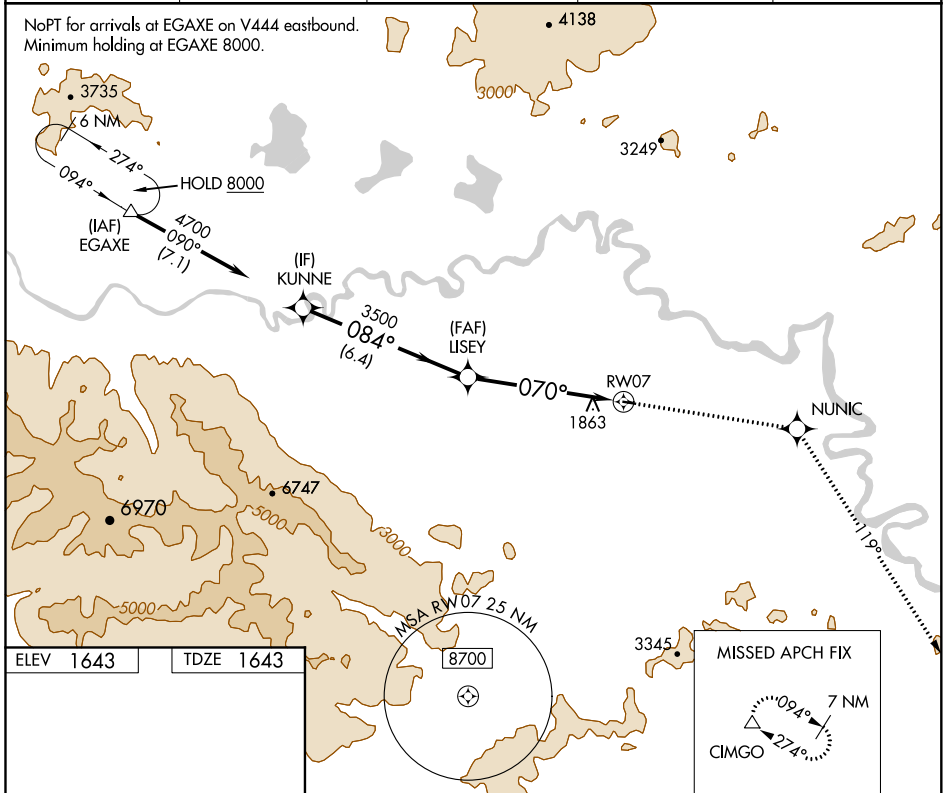 NoPT for arrivals at EGAXE on V444 eastbound.
Minimum holding at EGAXE 8000.
4138
3000
3735
6 NM
3249
274°
094°
HOLD 8000
(IAF)
EGAXE
4700
090°
(7.1)
(IF)
KUNNE
3500
084°
(6.4)
(FAF)
LISEY
070°
RW07
1863
NUNIC
6747
6970
5000
3000
119°
5000
MSA RW07 25 NM
8700
3345
ELEV 1643
TDZE 1643
MISSED APCH FIX
094°
7 NM
CIMGO
274°